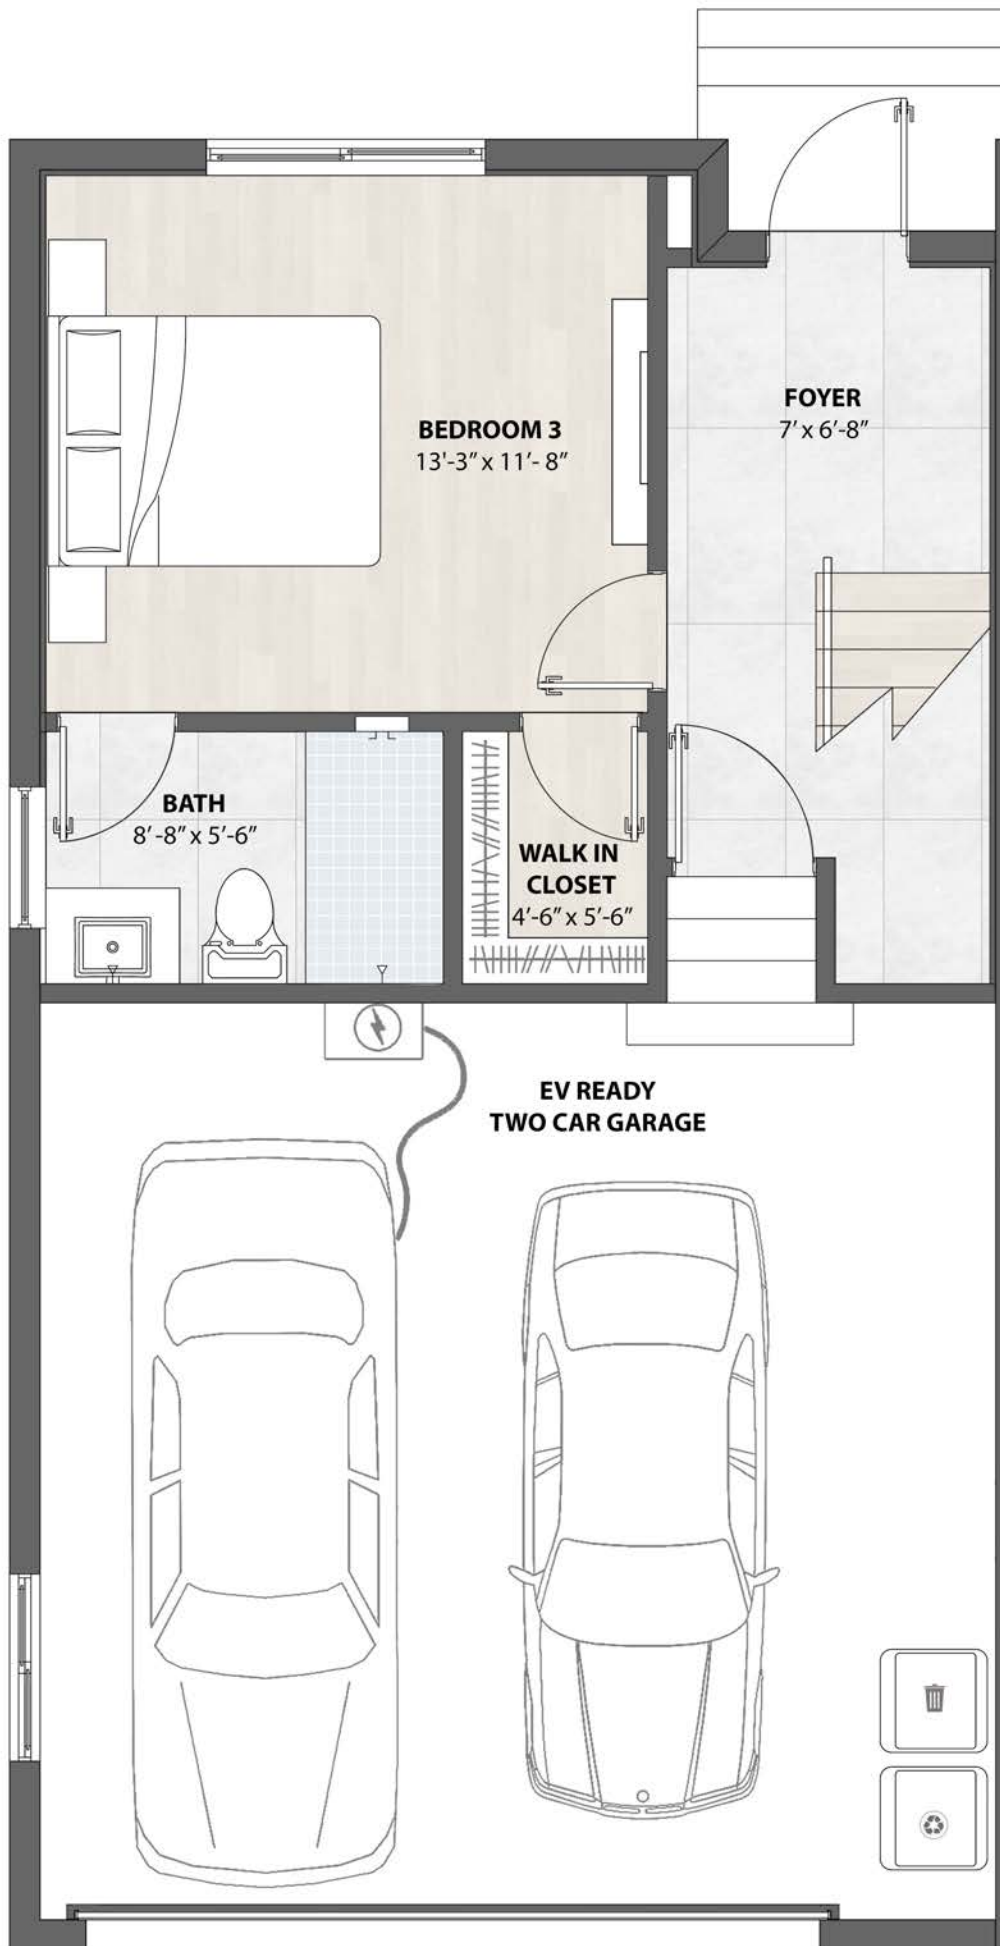 FOYER
7' x 6'-8"
BEDROOM 3
13'-3" x 11'- 8"
BATH
8'-8" x 5'-6"
WALK IN
CLOSET
4'-6" x 5'-6"
EV READY
TWO CAR GARAGE